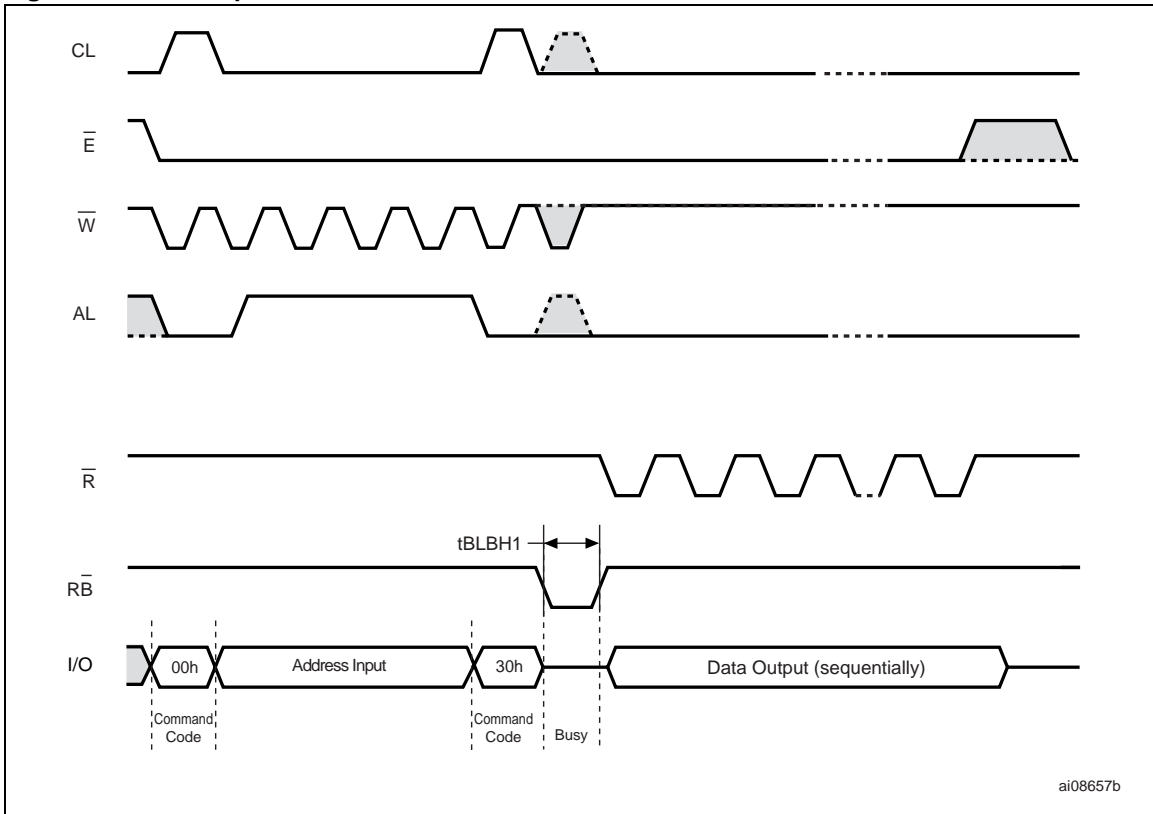 CL
E̅
W̅
AL
R̅
tBLBH1
RB̅
I/O
00h
Address Input
30h
Data Output (sequentially)
Command
Code
Command
Code
Busy
ai08657b